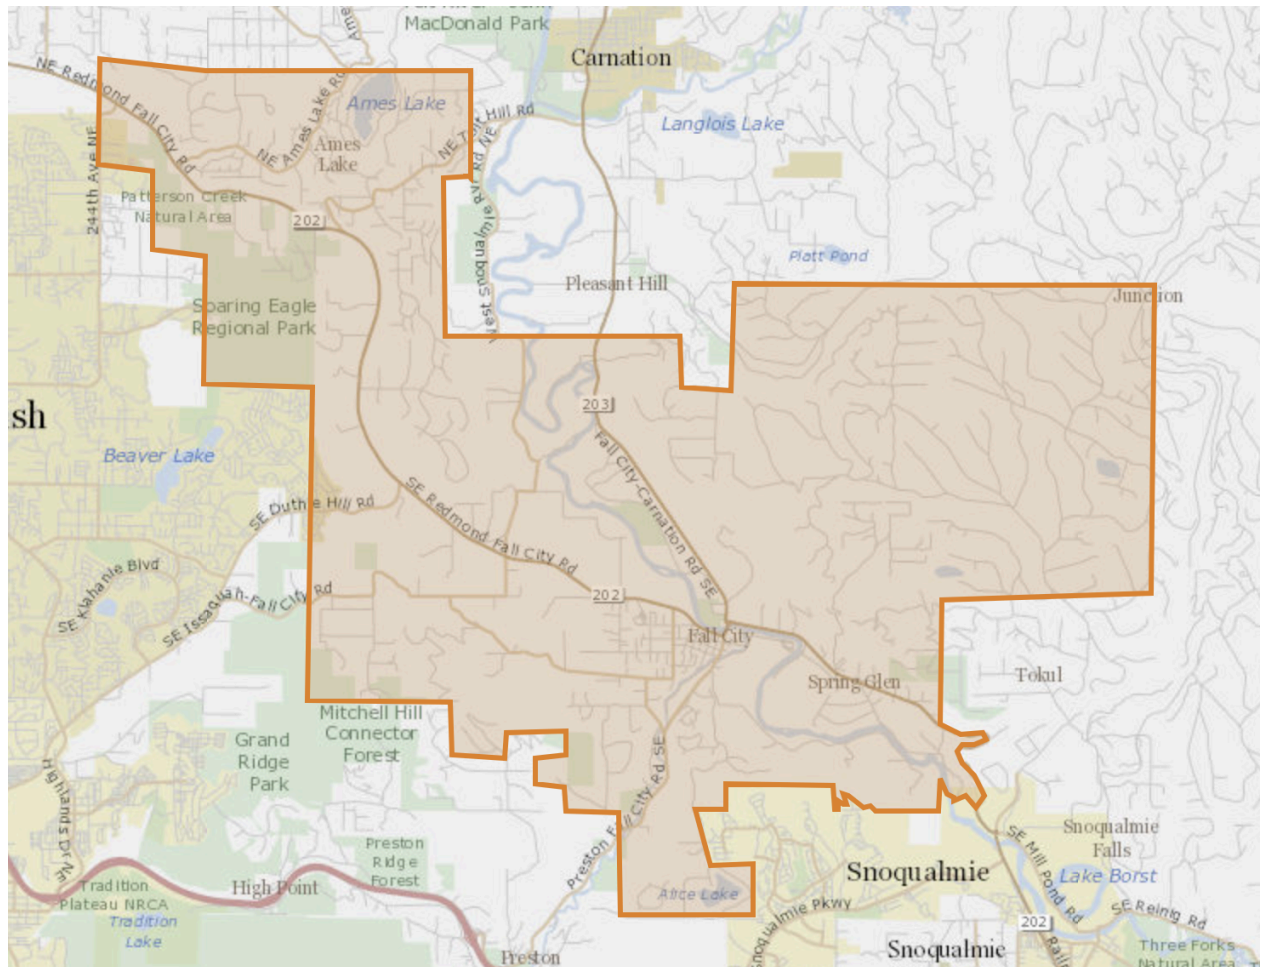 MacDonald Park
Carnation
NE Redmond Fall City Rd
Ames Lake
NE Ames Lake Rd
Ames
Lake
NE Tolt Hill Rd
Langlois Lake
244th Ave NE
Patterson Creek
Natural Area
202
West Snoqualmie Rvr Rd NE
Platt Pond
Pleasant Hill
Junction
Soaring Eagle
Regional Park
sh
203
Beaver Lake
Fall City-Carnation Rd SE
SE Duthie Hill Rd
SE Redmond Fall City Rd
SE Klahanie Blvd
SE Issaquah-Fall City Rd
202
Fall City
Spring Glen
Tokul
Mitchell Hill
Connector
Forest
Grand
Ridge
Park
Highlands Dr NE
Preston Fall City Rd SE
Preston
Ridge
Forest
High Point
Tradition
Plateau NRCA
Tradition
Lake
Alice Lake
Snoqualmie
Snoqualmie
Falls
SE Mill Pond Rd
Lake Borst
SE Reinig Rd
Snoqualmie Pkwy
202
Snoqualmie
Preston
Three Forks
Natural Area